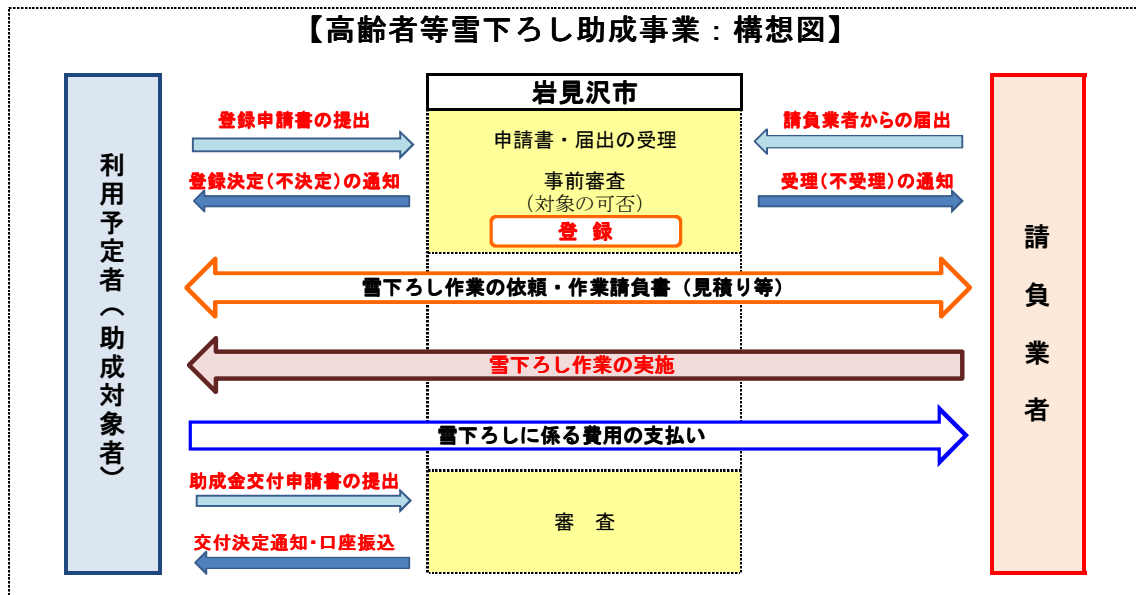 【高齢者等雪下ろし助成事業：構想図】
岩見沢市
利用予定者（助成対象者）
請負業者
登録申請書の提出
申請書・届出の受理
請負業者からの届出
登録決定(不決定)の通知
事前審査
(対象の可否)
受理(不受理)の通知
登 録
雪下ろし作業の依頼・作業請負書（見積り等）
雪下ろし作業の実施
雪下ろしに係る費用の支払い
助成金交付申請書の提出
審 査
交付決定通知・口座振込